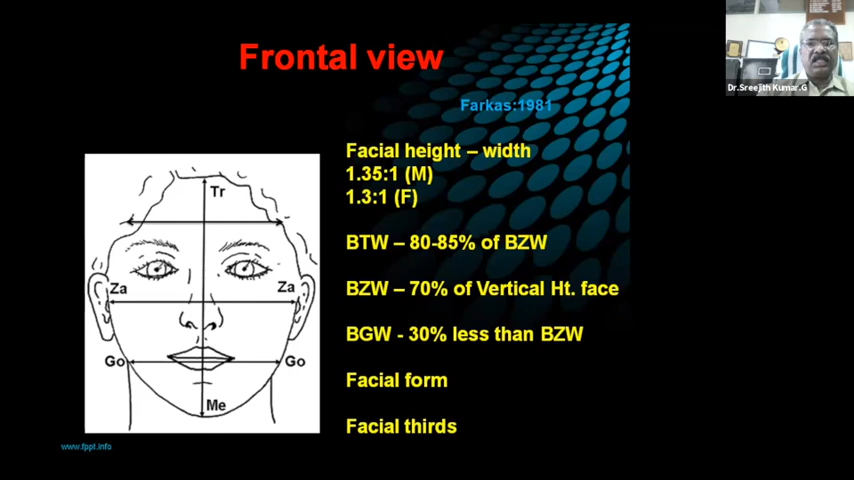 Frontal view
Dr.Sreejith Kumar.G
Farkas:1981
Facial height – width
1.35:1 (M)
1.3:1 (F)
BTW – 80-85% of BZW
BZW – 70% of Vertical Ht. face
BGW - 30% less than BZW
Facial form
Facial thirds
Tr
Za
Za
Go
Go
Me
www.fppt.info